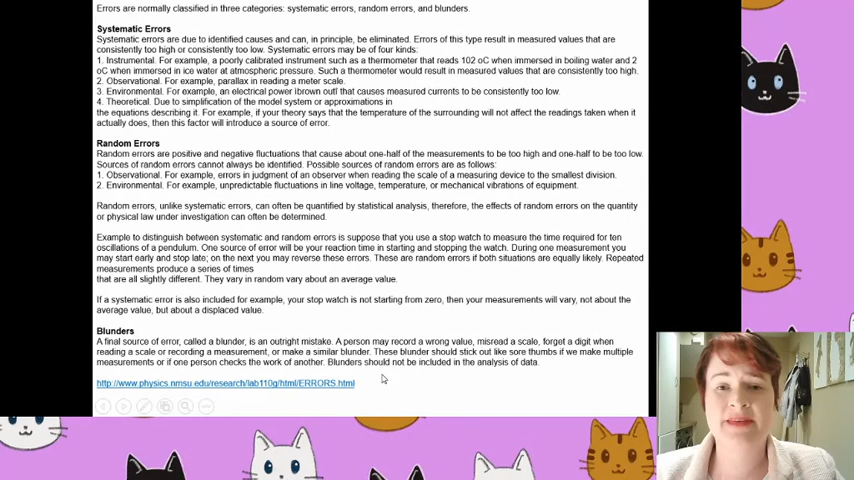 Errors are normally classified in three categories: systematic errors, random errors, and blunders.
Systematic Errors
Systematic errors are due to identified causes and can, in principle, be eliminated. Errors of this type result in measured values that are
consistently too high or consistently too low. Systematic errors may be of four kinds:
1. Instrumental. For example, a poorly calibrated instrument such as a thermometer that reads 102 oC when immersed in boiling water and 2
oC when immersed in ice water at atmospheric pressure. Such a thermometer would result in measured values that are consistently too high.
2. Observational. For example, parallax in reading a meter scale.
3. Environmental. For example, an electrical power ìbrown outî that causes measured currents to be consistently too low.
4. Theoretical. Due to simplification of the model system or approximations in
the equations describing it. For example, if your theory says that the temperature of the surrounding will not affect the readings taken when it
actually does, then this factor will introduce a source of error.
Random Errors
Random errors are positive and negative fluctuations that cause about one-half of the measurements to be too high and one-half to be too low.
Sources of random errors cannot always be identified. Possible sources of random errors are as follows:
1. Observational. For example, errors in judgment of an observer when reading the scale of a measuring device to the smallest division.
2. Environmental. For example, unpredictable fluctuations in line voltage, temperature, or mechanical vibrations of equipment.
Random errors, unlike systematic errors, can often be quantified by statistical analysis, therefore, the effects of random errors on the quantity
or physical law under investigation can often be determined.
Example to distinguish between systematic and random errors is suppose that you use a stop watch to measure the time required for ten
oscillations of a pendulum. One source of error will be your reaction time in starting and stopping the watch. During one measurement you
may start early and stop late; on the next you may reverse these errors. These are random errors if both situations are equally likely. Repeated
measurements produce a series of times
that are all slightly different. They vary in random vary about an average value.
If a systematic error is also included for example, your stop watch is not starting from zero, then your measurements will vary, not about the
average value, but about a displaced value.
Blunders
A final source of error, called a blunder, is an outright mistake. A person may record a wrong value, misread a scale, forget a digit when
reading a scale or recording a measurement, or make a similar blunder. These blunder should stick out like sore thumbs if we make multiple
measurements or if one person checks the work of another. Blunders should not be included in the analysis of data.
http://www.physics.nmsu.edu/research/lab110g/html/ERRORS.html